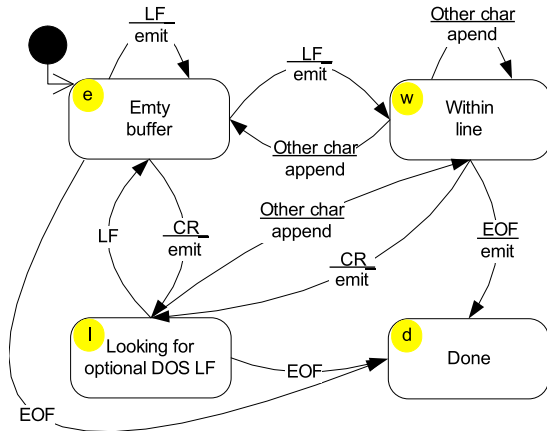 LF
emit
Other char
apend
e
Emty
buffer
LF
emit
w
Within
line
Other char
append
LF
CR
emit
Other char
append
CR
emit
EOF
emit
l
Looking for
optional DOS LF
EOF
d
Done
EOF